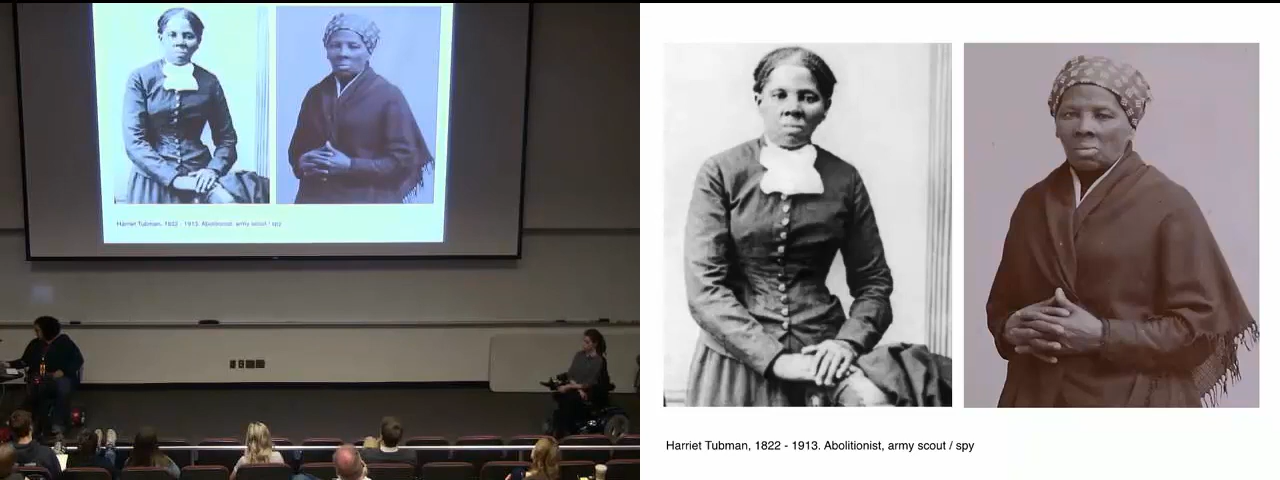 Harriet Tubman, 1822 - 1913. Abolitionist, army scout / spy
Harriet Tubman, 1822 - 1913. Abolitionist, army scout / spy